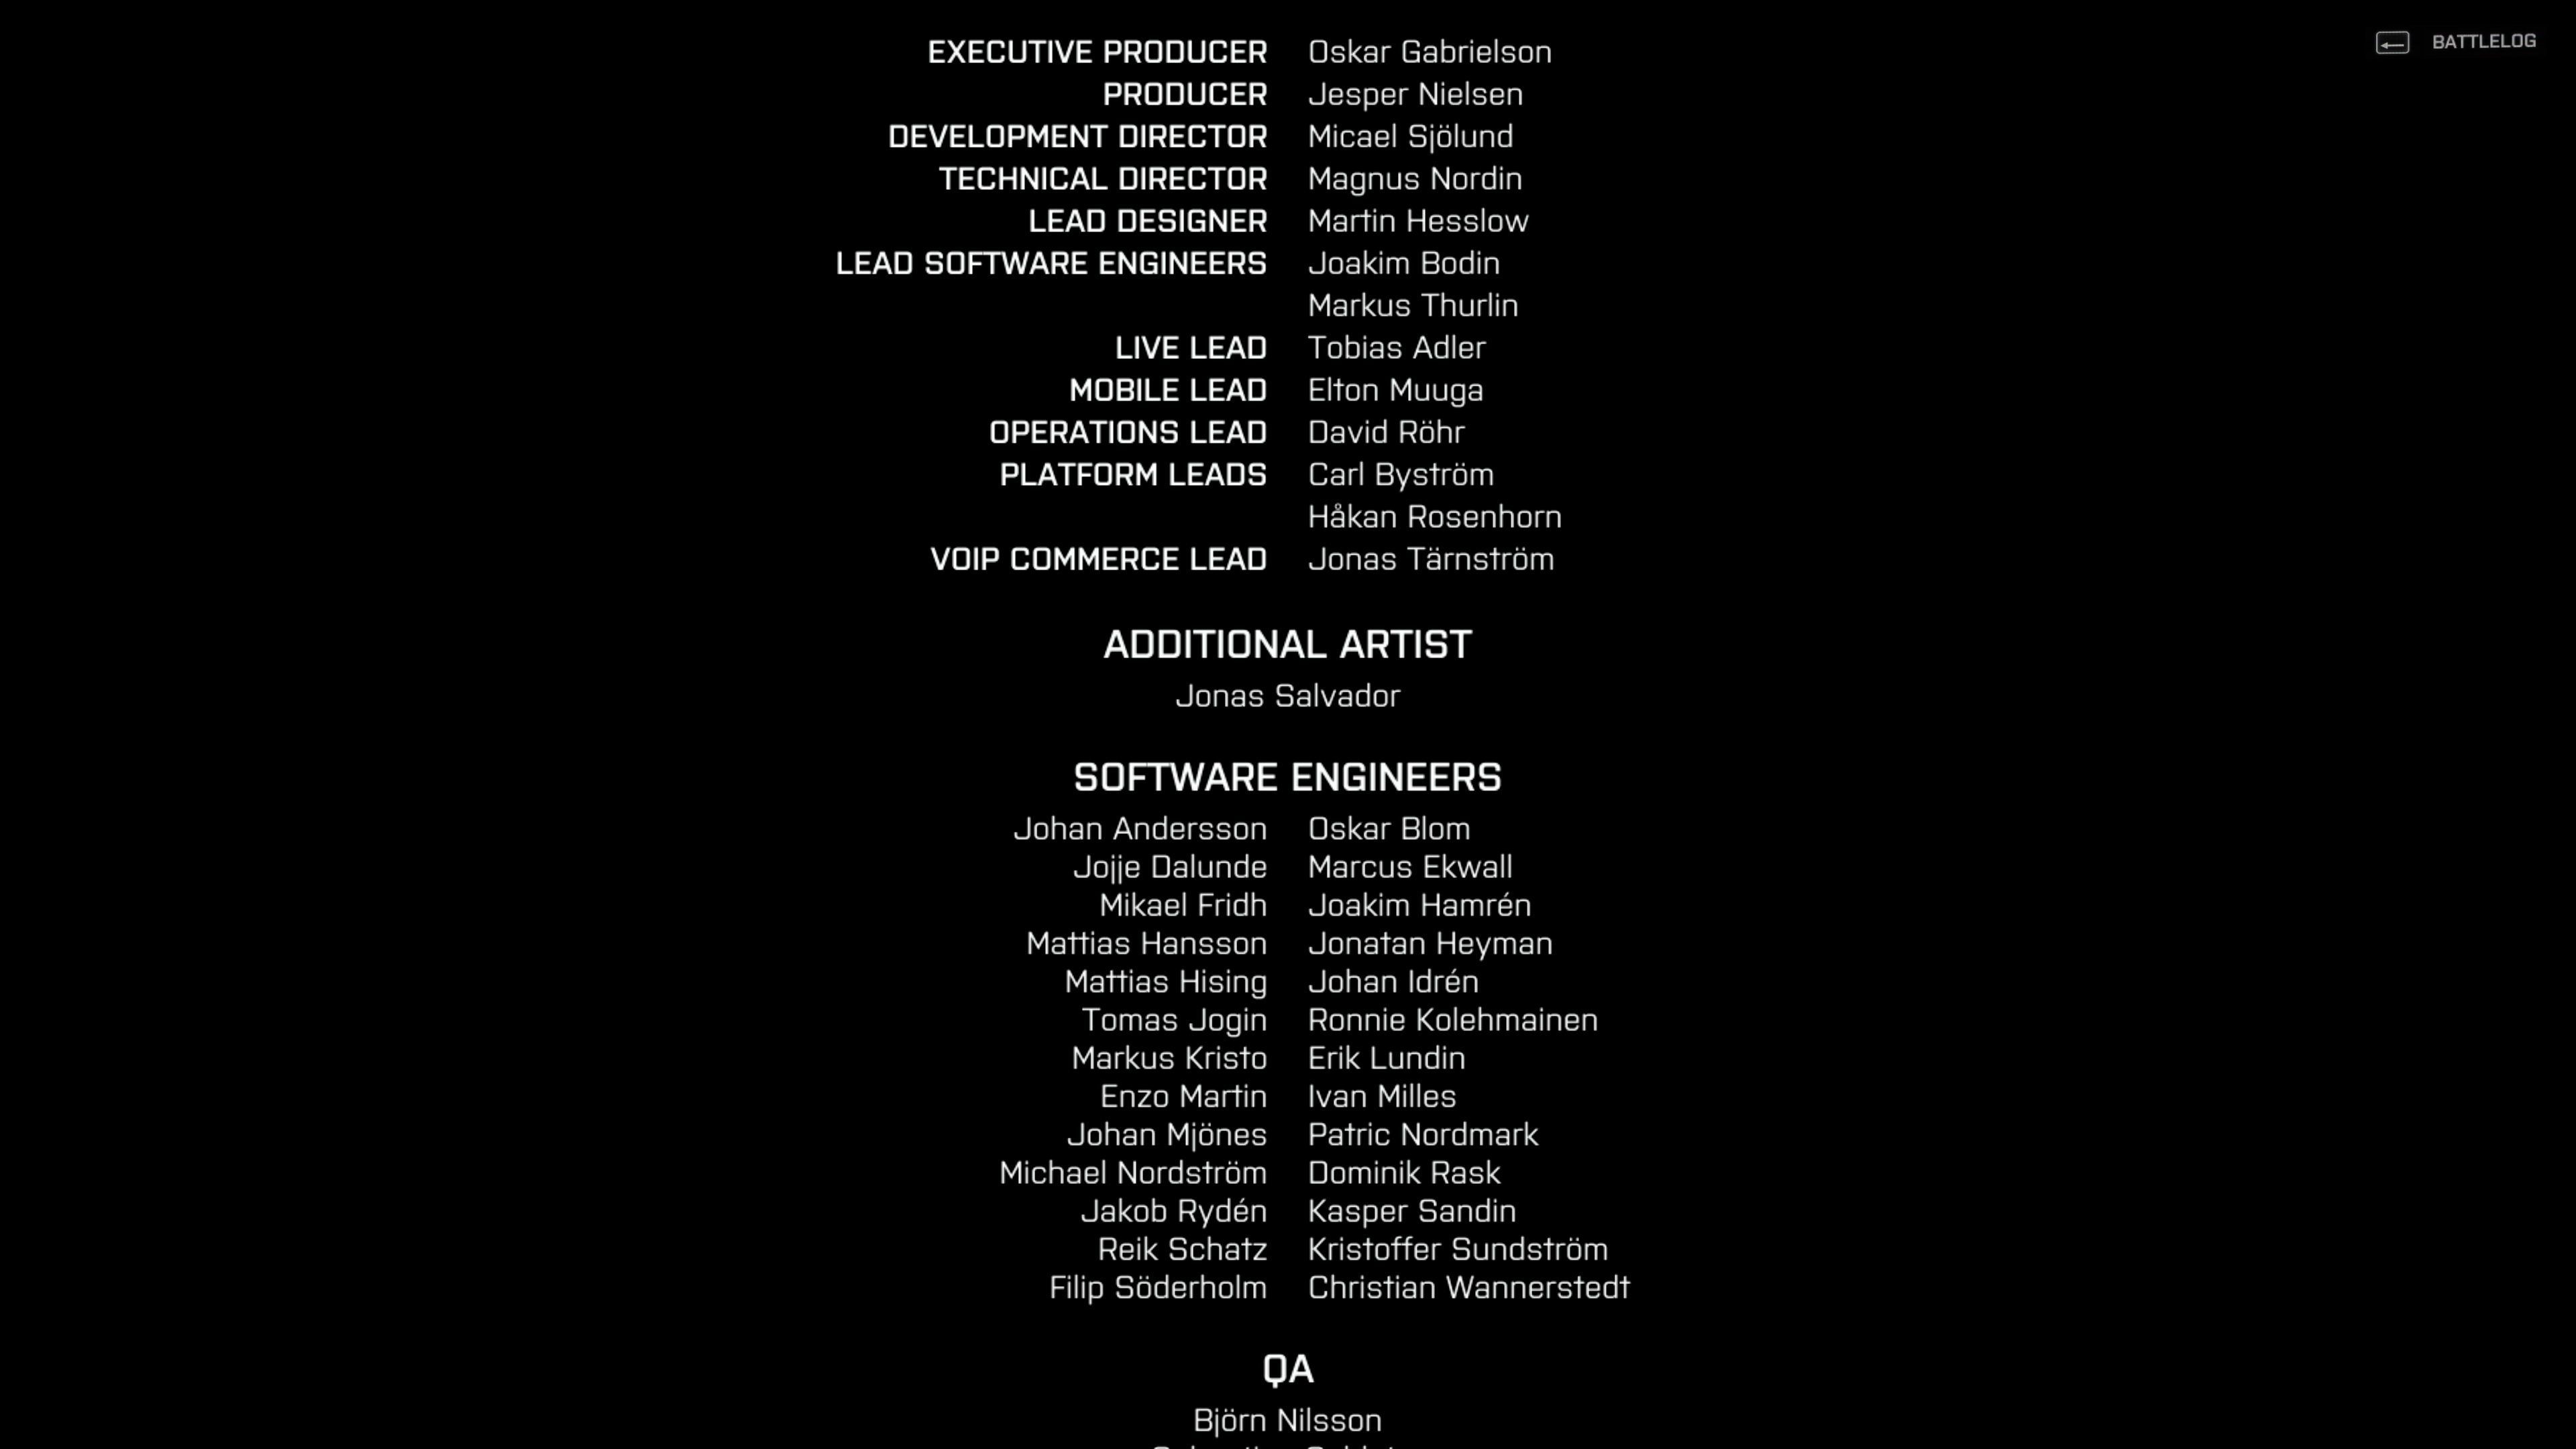 BATTLELOG
EXECUTIVE PRODUCER Oskar Gabrielson
PRODUCER Jesper Nielsen
DEVELOPMENT DIRECTOR Micael Sjölund
TECHNICAL DIRECTOR Magnus Nordin
LEAD DESIGNER Martin Hesslow
LEAD SOFTWARE ENGINEERS Joakim Bodin
Markus Thurlin
LIVE LEAD Tobias Adler
MOBILE LEAD Elton Muuga
OPERATIONS LEAD David Röhr
PLATFORM LEADS Carl Byström
Håkan Rosenhorn
VOIP COMMERCE LEAD Jonas Tärnström
ADDITIONAL ARTIST
Jonas Salvador
SOFTWARE ENGINEERS
Johan Andersson Oskar Blom
Jojje Dalunde Marcus Ekwall
Mikael Fridh Joakim Hamrén
Mattias Hansson Jonatan Heyman
Mattias Hising Johan Idrén
Tomas Jogin Ronnie Kolehmainen
Markus Kristo Erik Lundin
Enzo Martin Ivan Milles
Johan Mjönes Patric Nordmark
Michael Nordström Dominik Rask
Jakob Rydén Kasper Sandin
Reik Schatz Kristoffer Sundström
Filip Söderholm Christian Wannerstedt
QA
Björn Nilsson